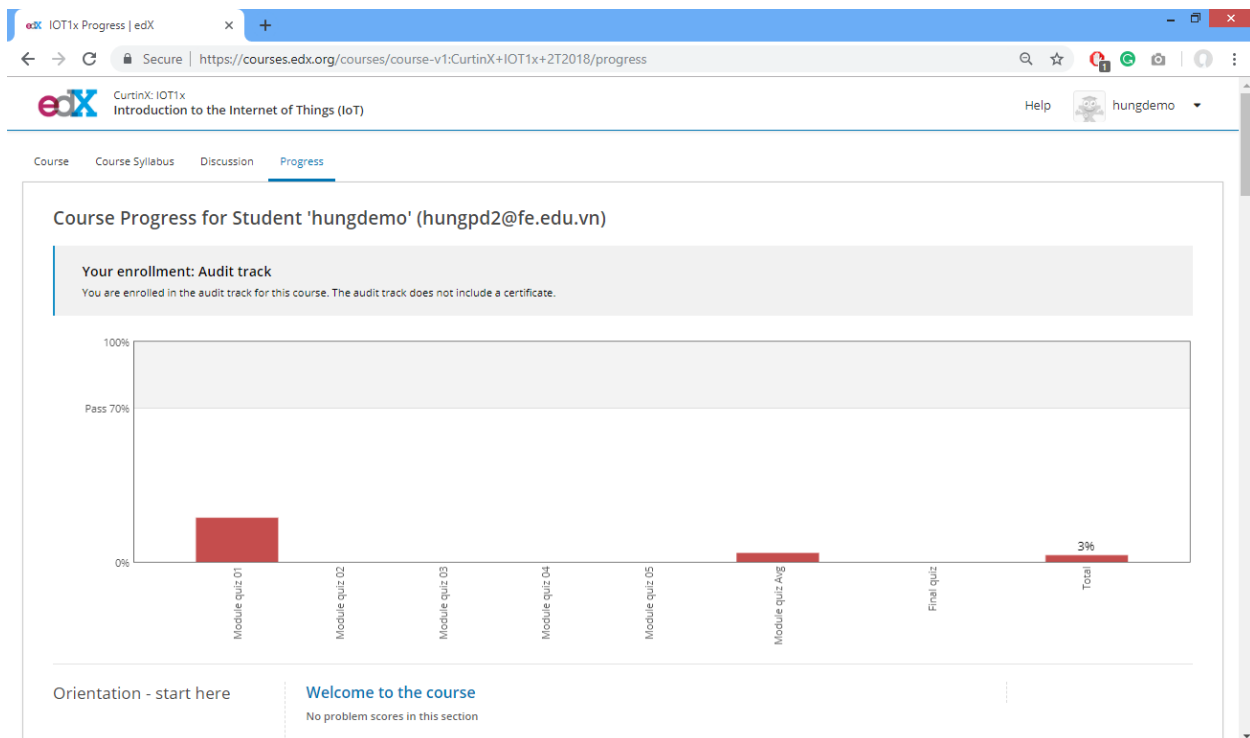 edX IOT1x Progress | edX
Secure | https://courses.edx.org/courses/course-v1:CurtinX+IOT1x+2T2018/progress
1
edX
CurtinX: IOT1x
Introduction to the Internet of Things (IoT)
Help hungdemo
Course Course Syllabus Discussion Progress
Course Progress for Student 'hungdemo' (hungpd2@fe.edu.vn)
Your enrollment: Audit track
You are enrolled in the audit track for this course. The audit track does not include a certificate.
100%
Pass 70%
0%
3%
Module quiz 01
Module quiz 02
Module quiz 03
Module quiz 04
Module quiz 05
Module quiz Avg
Final quiz
Total
Orientation - start here
Welcome to the course
No problem scores in this section